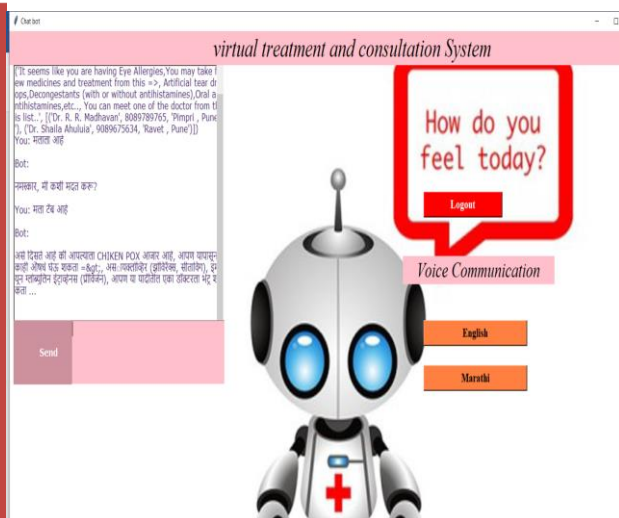 Chat bot
virtual treatment and consultation System
('It seems like you are having Eye Allergies,You may take f
ew medicines and treatment from this =>, Artificial tear dr
ops,Decongestants (with or without antihistamines),Oral a
ntihistamines,etc.., You can meet one of the doctor from th
is list..', [('Dr. R. R. Madhavan', 8089789765, 'Pimpri , Pune
'), ('Dr. Shaila Ahuluia', 9089675634, 'Ravet , Pune')])
You: मलाला आहे
Bot:
नमस्कार, मी कशी मदत करू?
You: मला टॅब आहे
Bot:
असे दिसत आहे की आपल्याला CHIKEN POX आजार आहे, आपण यापासून
काही औषधं घेऊ शकता =&gt;,
आपण या यादीतील एका डॉक्टरला भेटू श
कता ...
Send
How do you
feel today?
Logout
Voice Communication
English
Marathi